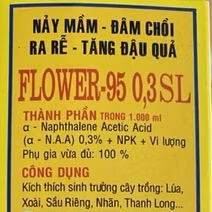 NẢY MẦM - ĐÂM CHỒI
RA RỄ - TĂNG ĐẬU QUẢ
FLOWER-95 0,3 SL
THÀNH PHẦN TRONG 1.000 ml
α - Naphthalene Acetic Acid
(α - N.A.A) 0,3% + NPK + Vi lượng
Phụ gia vừa đủ: 100 %
CÔNG DỤNG
Kích thích sinh trưởng cây trồng: Lúa,
Xoài, Sầu Riêng, Nhãn, Thanh Long...